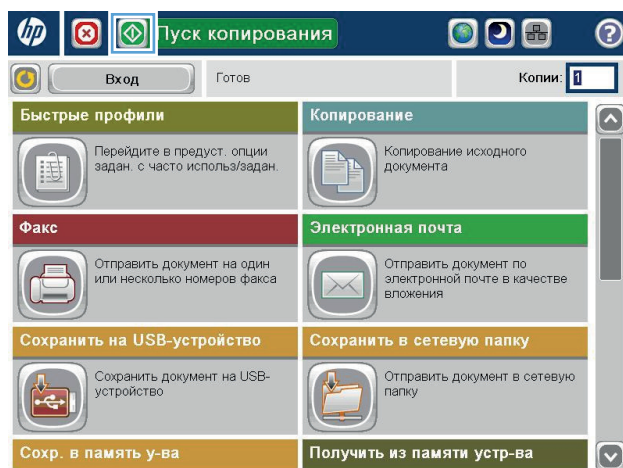 hp
Пуск копирования
?
Вход
Готов
Копии: 1
Быстрые профили
Копирование
Перейдите в предуст. опции
задан. с часто использ/задан.
Копирование исходного
документа
Факс
Электронная почта
Отправить документ на один
или несколько номеров факса
Отправить документ по
электронной почте в качестве
вложения
Сохранить на USB-устройство
Сохранить в сетевую папку
Сохранить документ на USB-
устройство
Отправить документ в сетевую
папку
Сохр. в память у-ва
Получить из памяти устр-ва